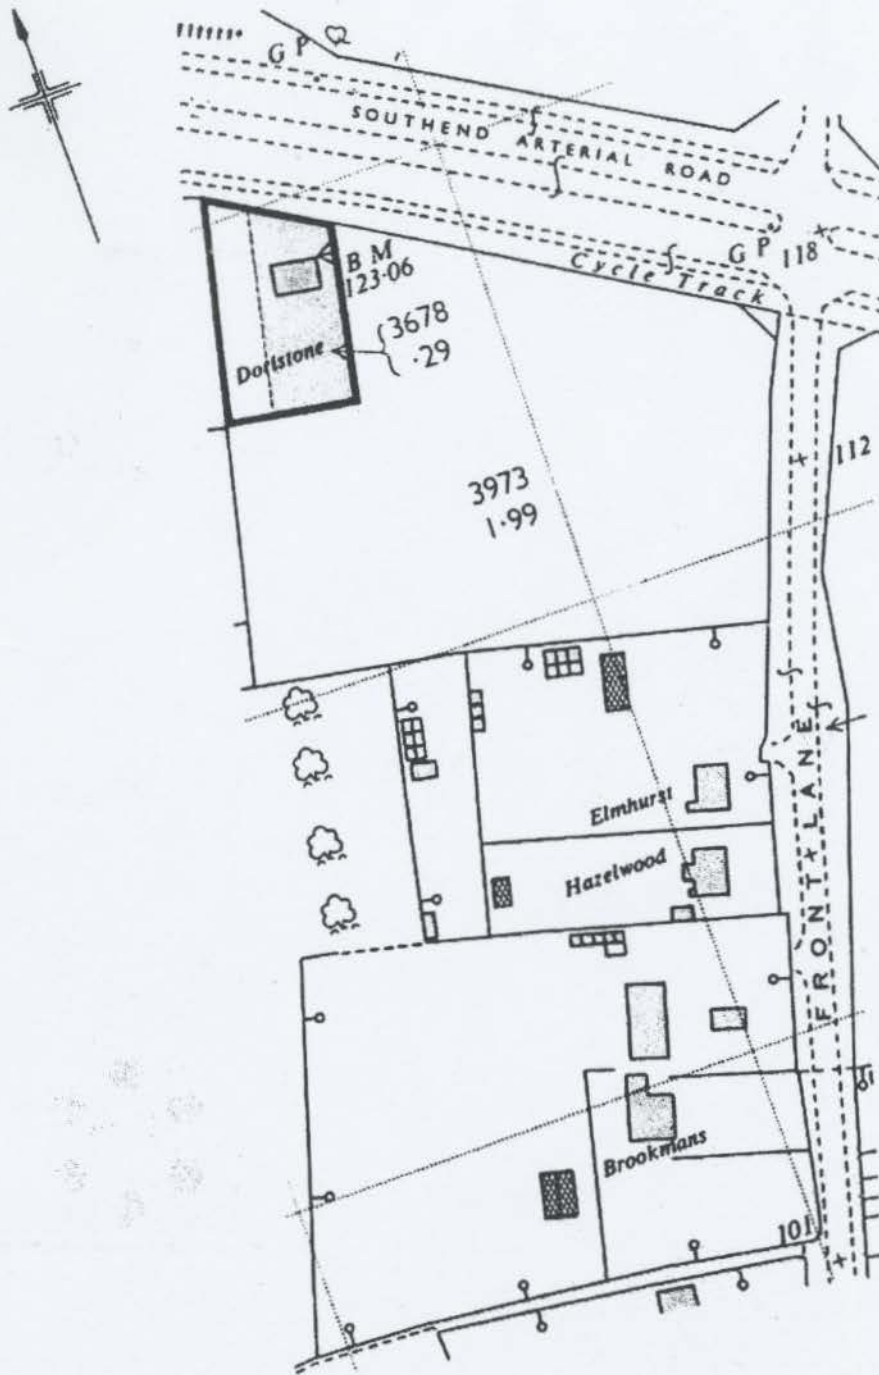 G P
SOUTHEND ARTERIAL ROAD
G P 118
Cycle Track
B M
123·06
3678
·29
Dorlstone
112
3973
1·99
Elmhurst
Hazelwood
FRONT LANE
Brookmans
101